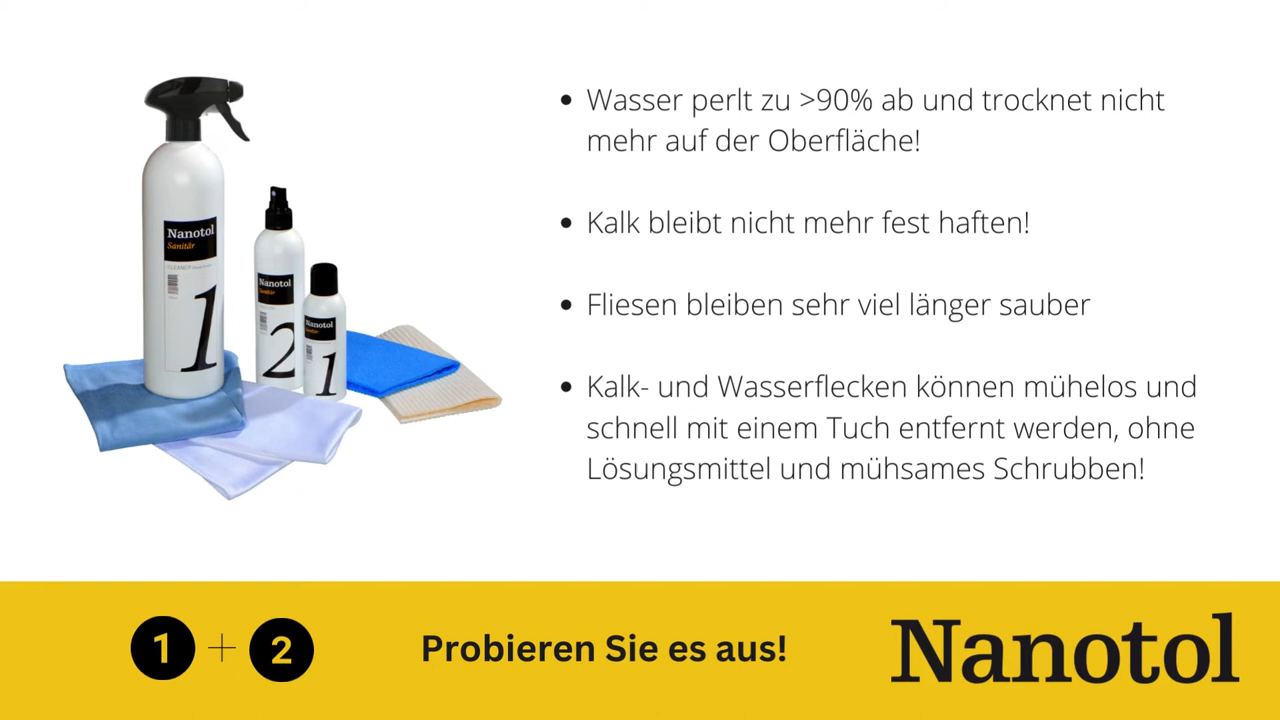 Wasser perlt zu >90% ab und trocknet nicht
mehr auf der Oberfläche!
Kalk bleibt nicht mehr fest haften!
Fliesen bleiben sehr viel länger sauber
Kalk- und Wasserflecken können mühelos und
schnell mit einem Tuch entfernt werden, ohne
Lösungsmittel und mühsames Schrubben!
Nanotol
Sanitär
CLEANER
1
Nanotol
Sanitär
2
Nanotol
Sanitär
1
1 + 2
Probieren Sie es aus!
Nanotol